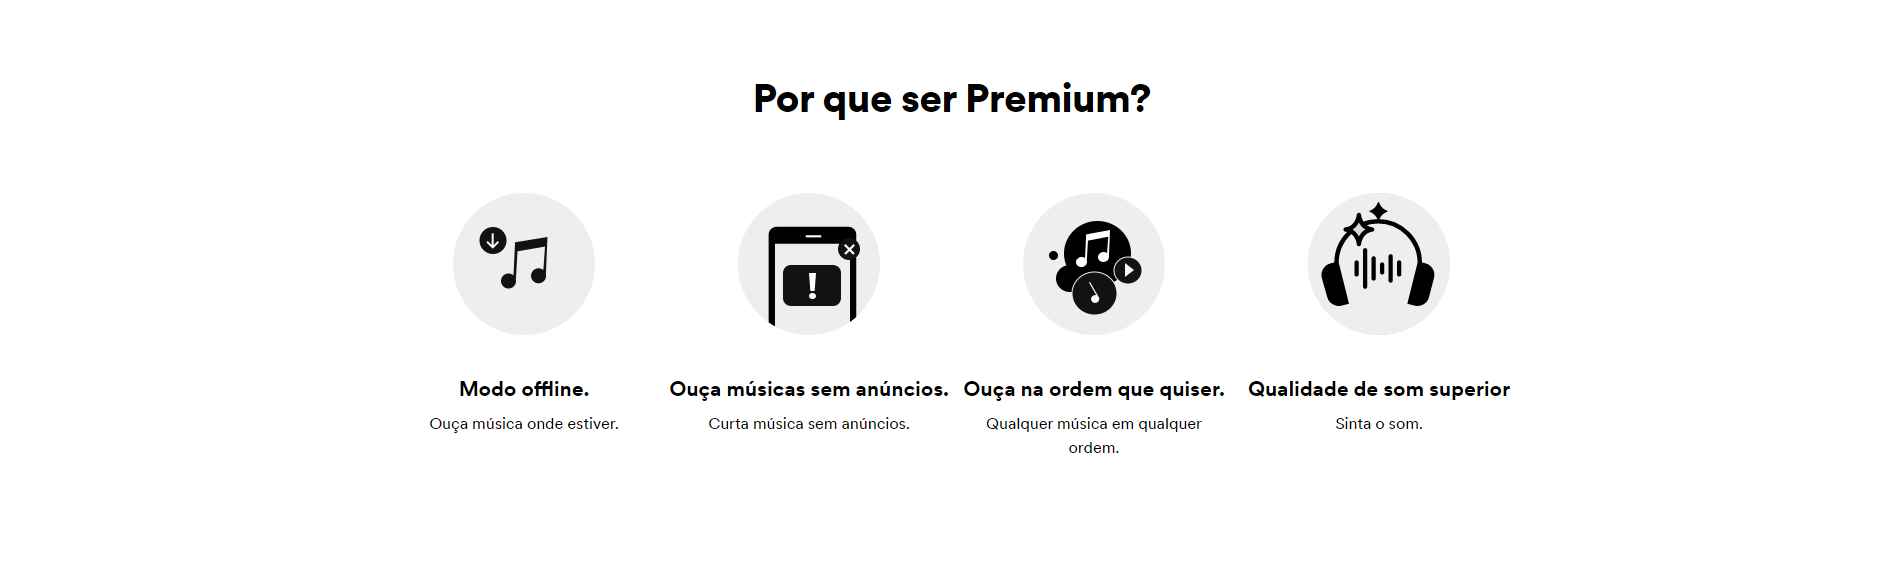 Por que ser Premium?
Modo offline.
Ouça música onde estiver.
Ouça músicas sem anúncios.
Curta música sem anúncios.
Ouça na ordem que quiser.
Qualquer música em qualquer
ordem.
Qualidade de som superior
Sinta o som.